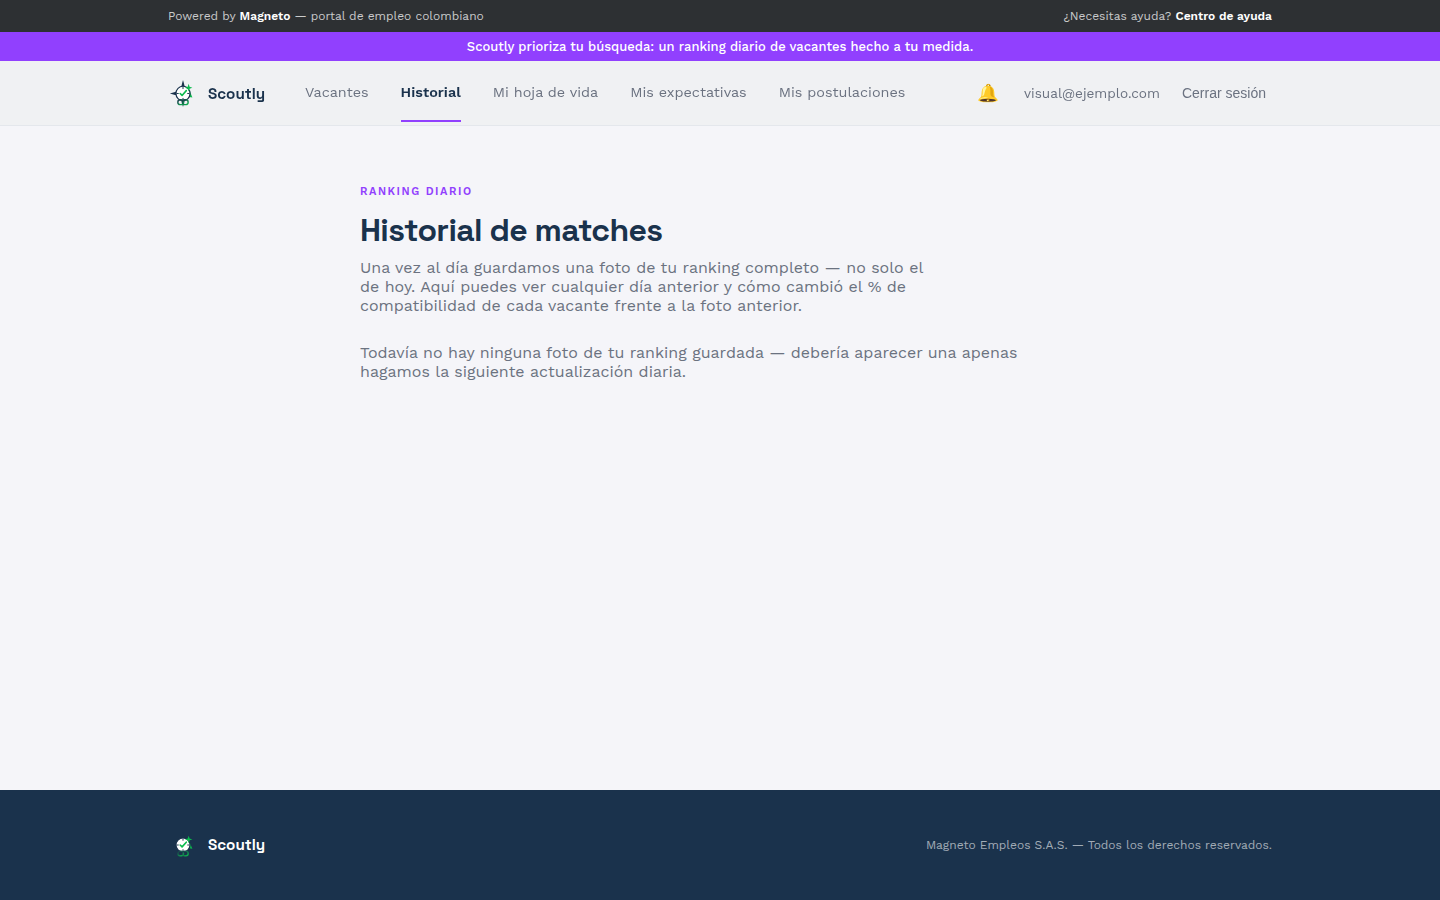 Powered by Magneto — portal de empleo colombiano
¿Necesitas ayuda? Centro de ayuda
Scoutly prioriza tu búsqueda: un ranking diario de vacantes hecho a tu medida.
Scoutly
Vacantes
Historial
Mi hoja de vida
Mis expectativas
Mis postulaciones
visual@ejemplo.com
Cerrar sesión
RANKING DIARIO
Historial de matches
Una vez al día guardamos una foto de tu ranking completo — no solo el
de hoy. Aquí puedes ver cualquier día anterior y cómo cambió el % de
compatibilidad de cada vacante frente a la foto anterior.
Todavía no hay ninguna foto de tu ranking guardada — debería aparecer una apenas
hagamos la siguiente actualización diaria.
Scoutly
Magneto Empleos S.A.S. — Todos los derechos reservados.